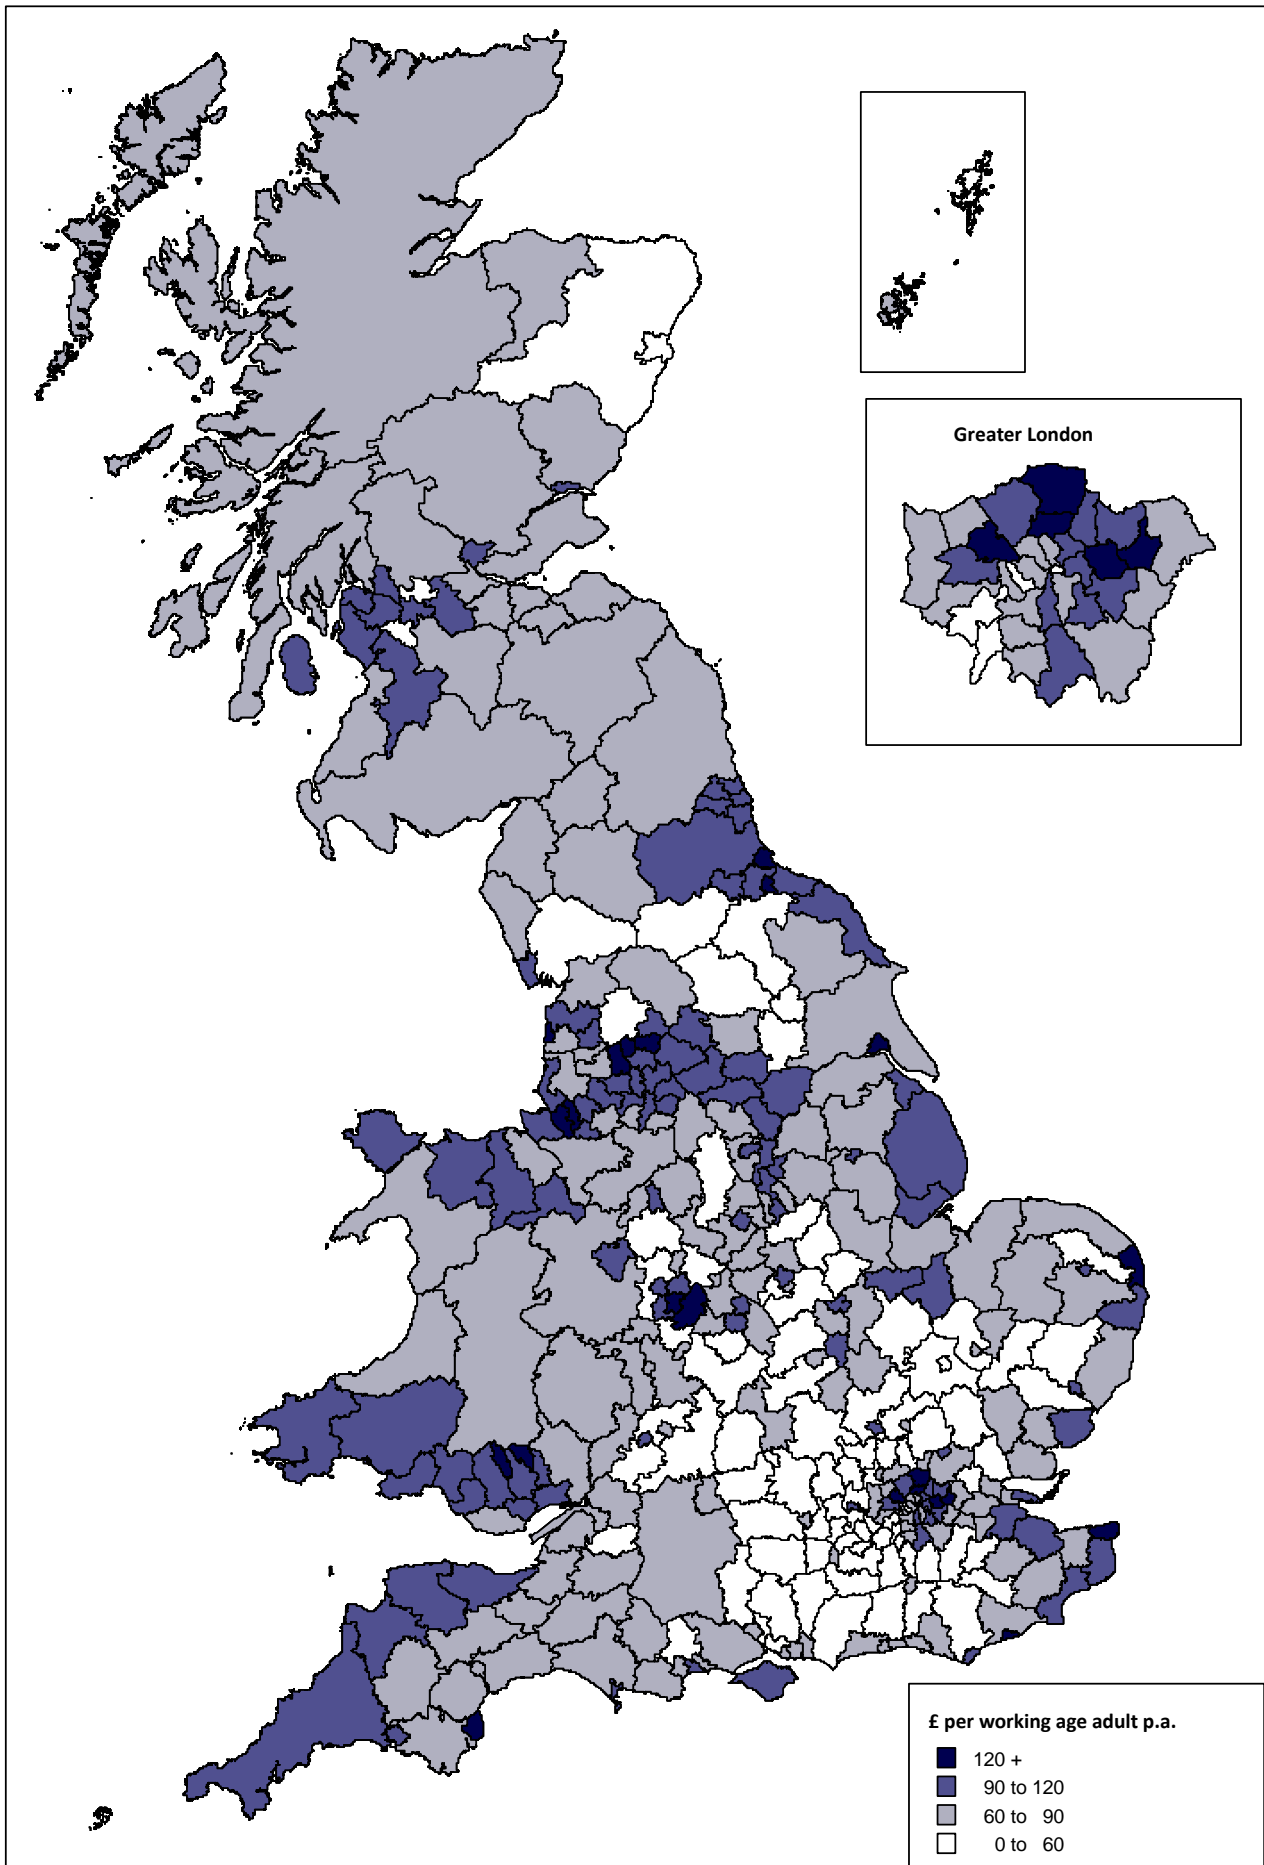 Greater London
£ per working age adult p.a.
120 +
90 to 120
60 to 90
0 to 60